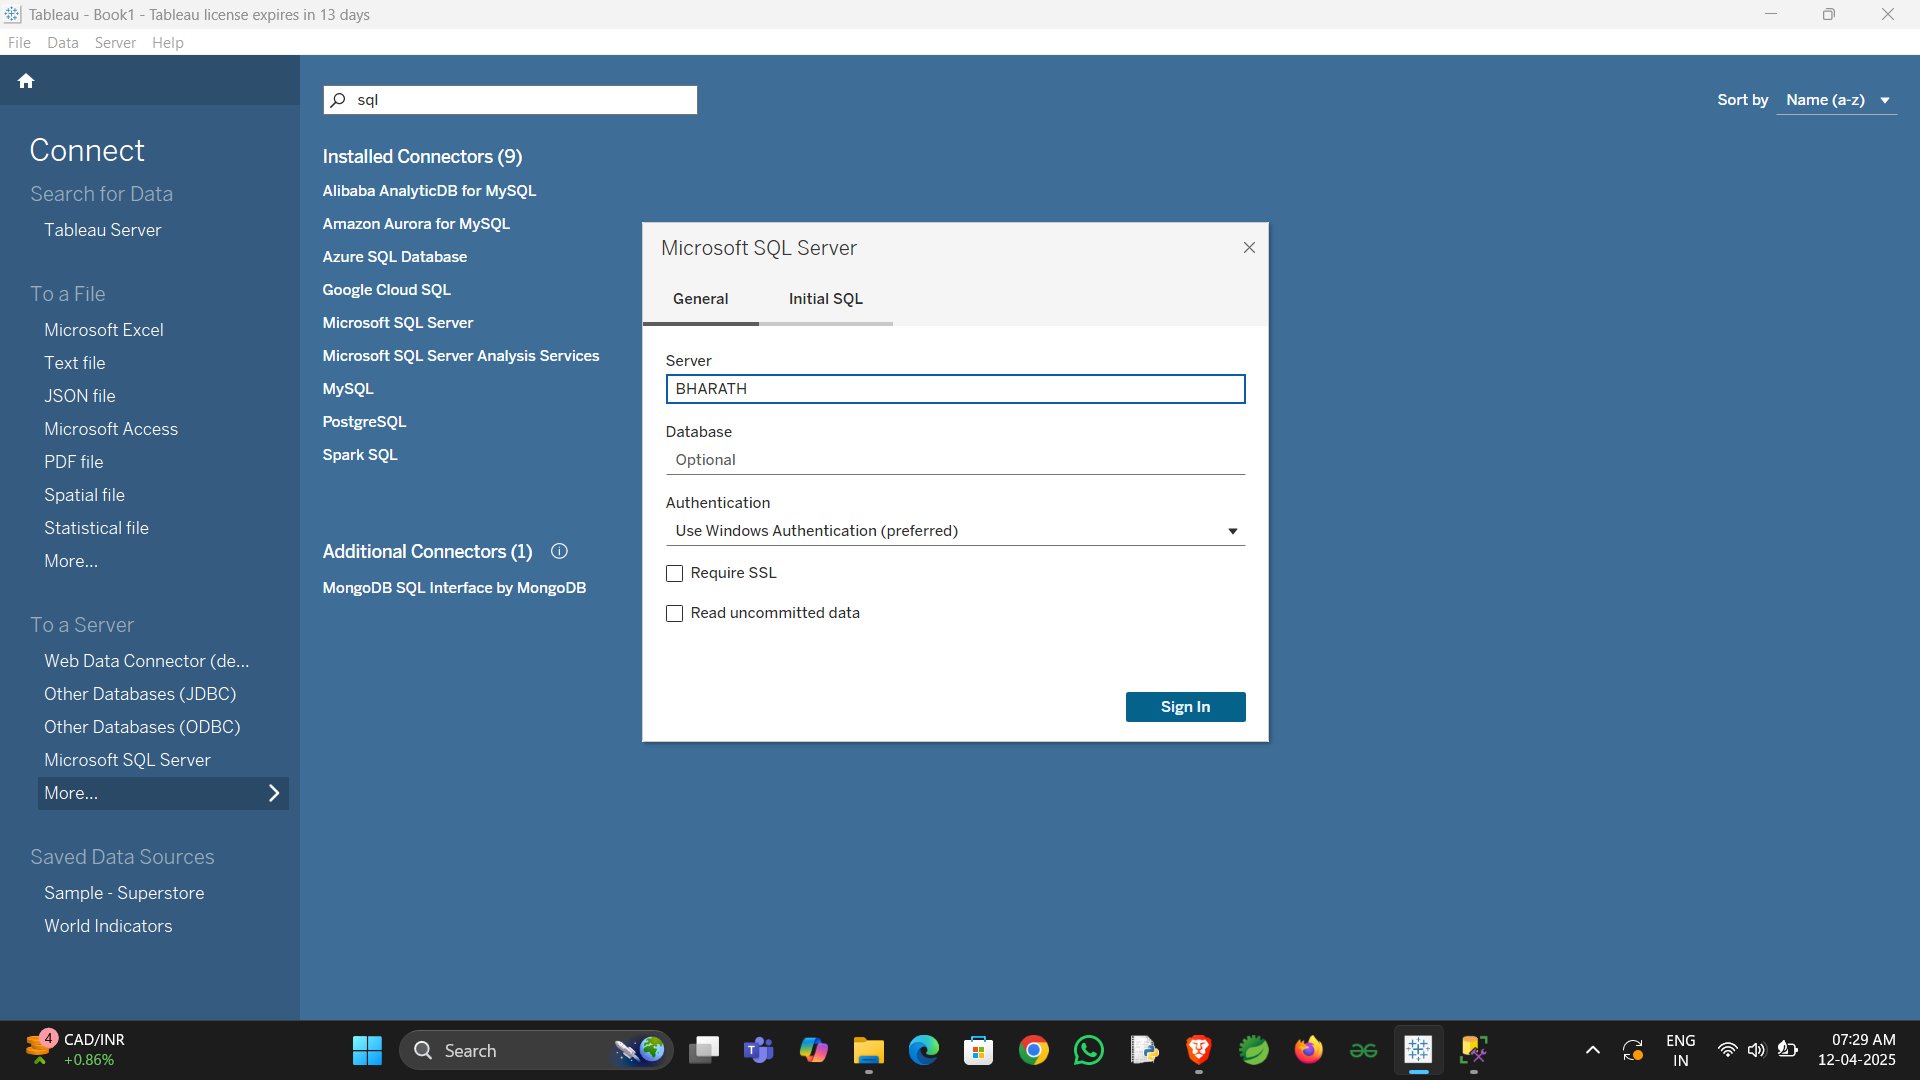 Tableau - Book1 - Tableau license expires in 13 days
File Data Server Help
Connect
Search for Data
Tableau Server
To a File
Microsoft Excel
Text file
JSON file
Microsoft Access
PDF file
Spatial file
Statistical file
More...
To a Server
Web Data Connector (de...
Other Databases (JDBC)
Other Databases (ODBC)
Microsoft SQL Server
More...
Saved Data Sources
Sample - Superstore
World Indicators
sql
Sort by Name (a-z)
Installed Connectors (9)
Alibaba AnalyticDB for MySQL
Amazon Aurora for MySQL
Azure SQL Database
Google Cloud SQL
Microsoft SQL Server
Microsoft SQL Server Analysis Services
MySQL
PostgreSQL
Spark SQL
Additional Connectors (1)
MongoDB SQL Interface by MongoDB
Microsoft SQL Server
General Initial SQL
Server
BHARATH
Database
Optional
Authentication
Use Windows Authentication (preferred)
Require SSL
Read uncommitted data
Sign In
4 CAD/INR
+0.86%
Search
ENG
IN
07:29 AM
12-04-2025